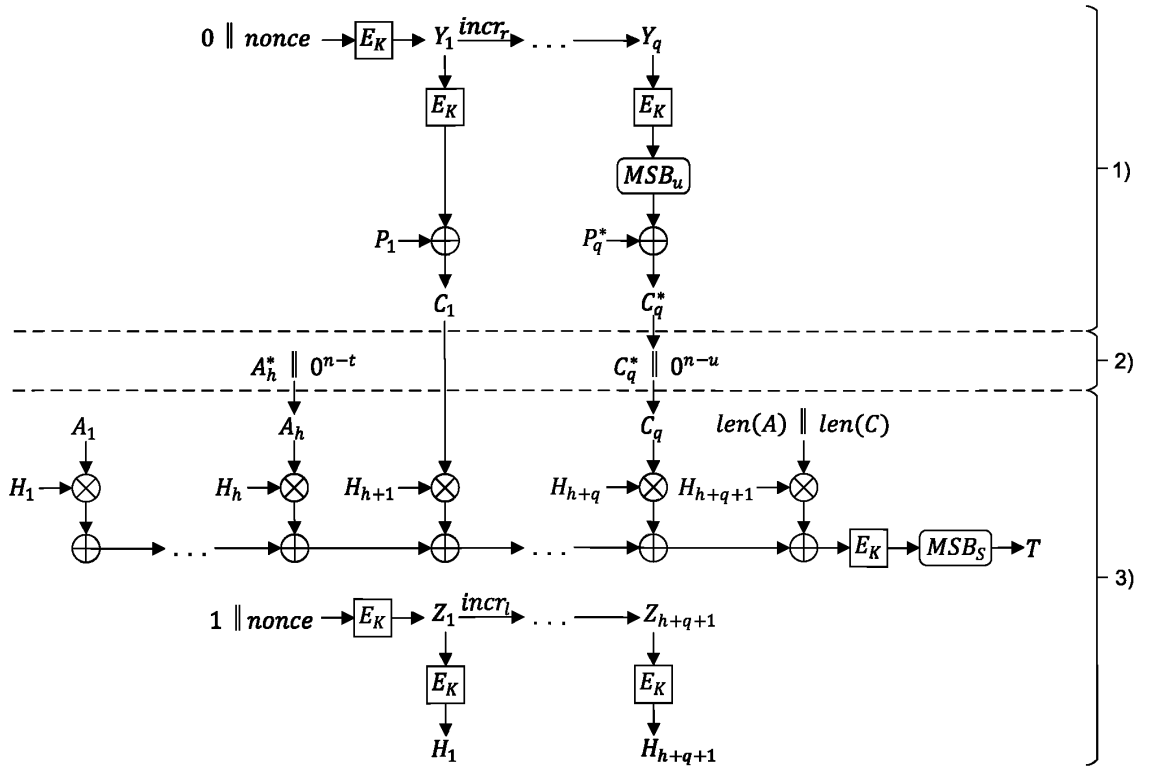 0 ∥ nonce E_K Y_1 incr_r . . . Y_q
E_K E_K
MSB_u 1)
P_1 P_q^*
C_1 C_q^*
A_h^* ∥ 0^{n−t} C_q^* ∥ 0^{n−u} 2)
A_1 A_h C_q len(A) ∥ len(C)
H_1 H_h H_{h+1} H_{h+q} H_{h+q+1}
. . . . . . E_K MSB_S T
3)
1 ∥ nonce E_K Z_1 incr_l . . . Z_{h+q+1}
E_K E_K
H_1 H_{h+q+1}